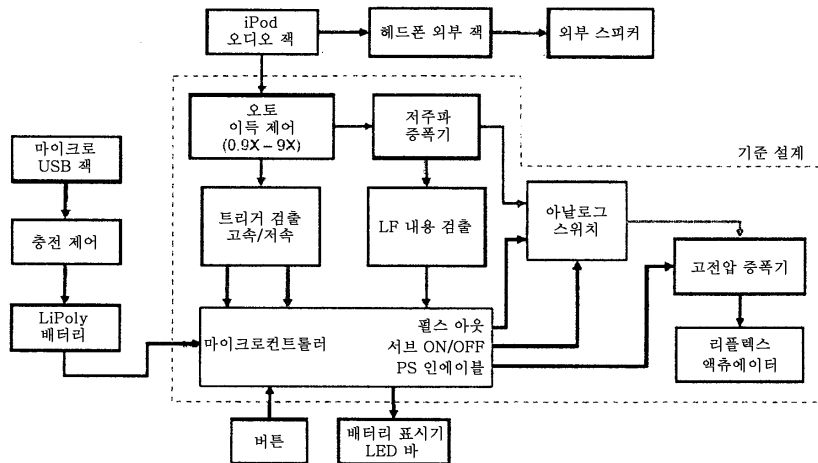 iPod
오디오 잭
헤드폰 외부 잭
외부 스피커
오토
이득 제어
(0.9X – 9X)
저주파
증폭기
기준 설계
마이크로
USB 잭
트리거 검출
고속/저속
LF 내용 검출
아날로그
스위치
충전 제어
고전압 증폭기
LiPoly
배터리
마이크로컨트롤러
펄스 아웃
서브 ON/OFF
PS 인에이블
리플렉스
액츄에이터
버튼
배터리 표시기
LED 바